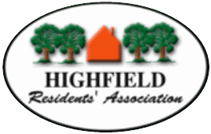 HIGHFIELD
Residents' Association